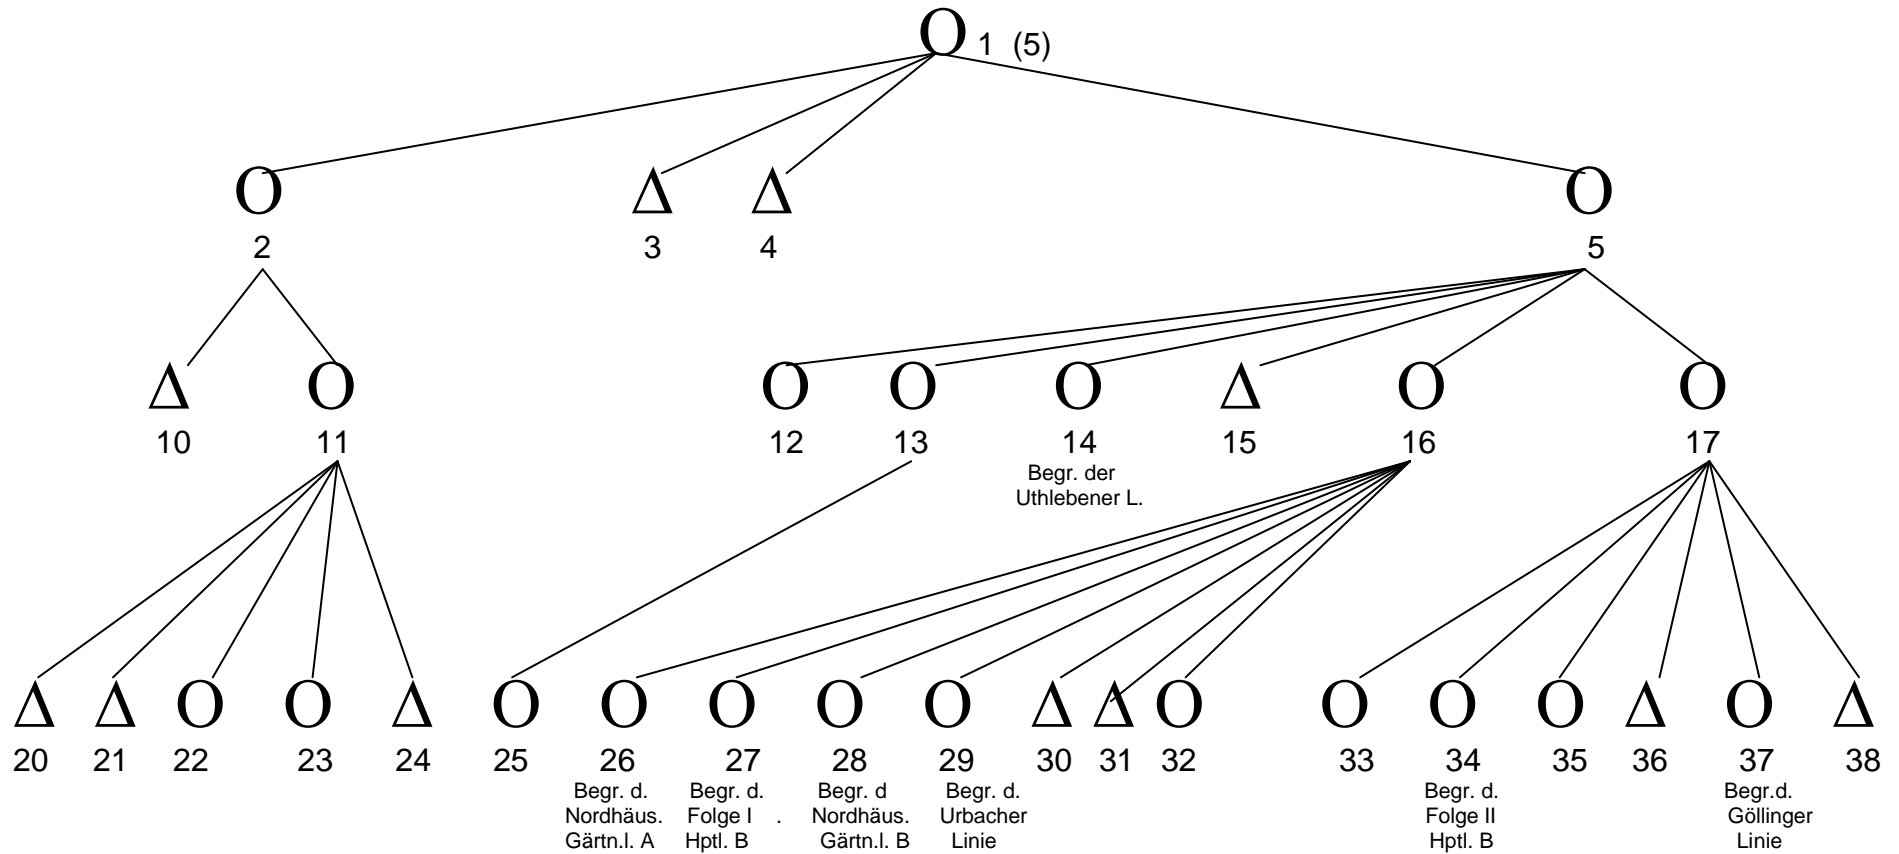 O 1 (5)
O Δ Δ O
2 3 4 5
Δ O O O O Δ O O
10 11 12 13 14 15 16 17
Begr. der
Uthlebener L.
Δ Δ O O Δ O O O O O Δ Δ O O O O Δ O Δ
20 21 22 23 24 25 26 27 28 29 30 31 32 33 34 35 36 37 38
Begr. d. Begr. d. Begr. d Begr. d. Begr. d. Begr.d.
Nordhäus. Folge I . Nordhäus. Urbacher Folge II Göllinger
Gärtn.l. A Hptl. B Gärtn.l. B Linie Hptl. B Linie